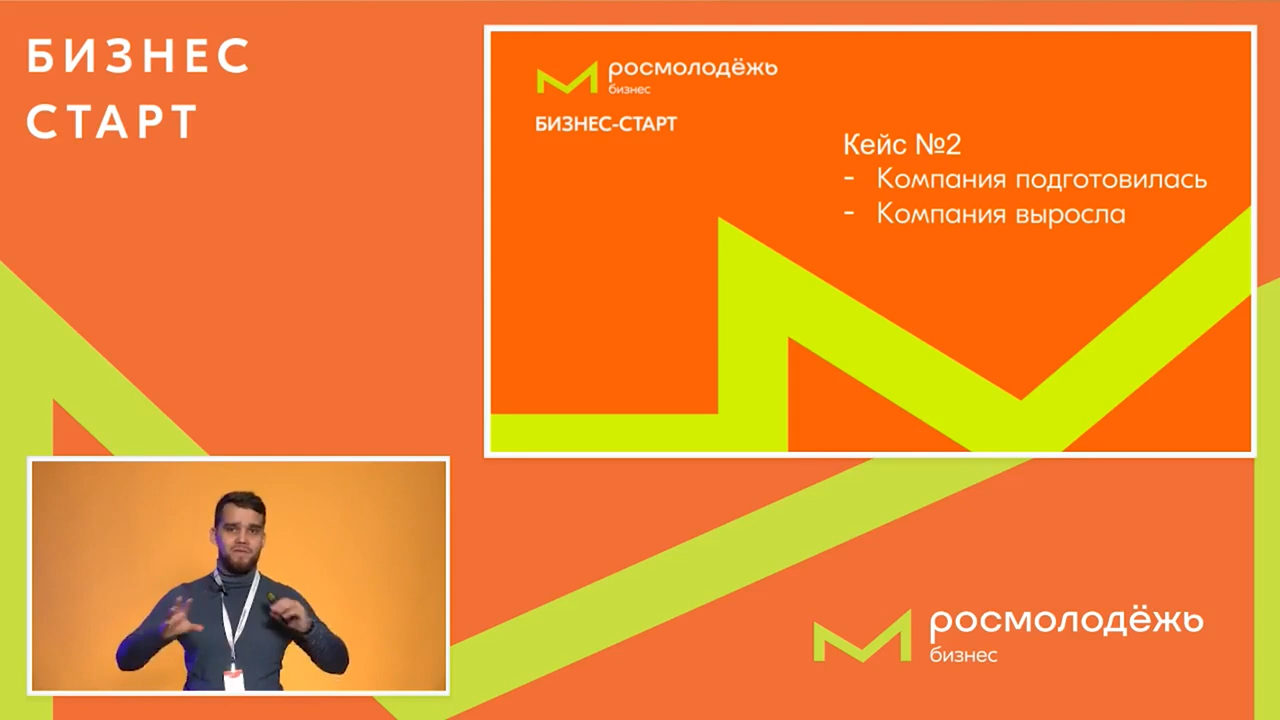 БИЗНЕС
СТАРТ
росмолодёжь
бизнес
БИЗНЕС-СТАРТ
Кейс №2
- Компания подготовилась
- Компания выросла
росмолодёжь
бизнес